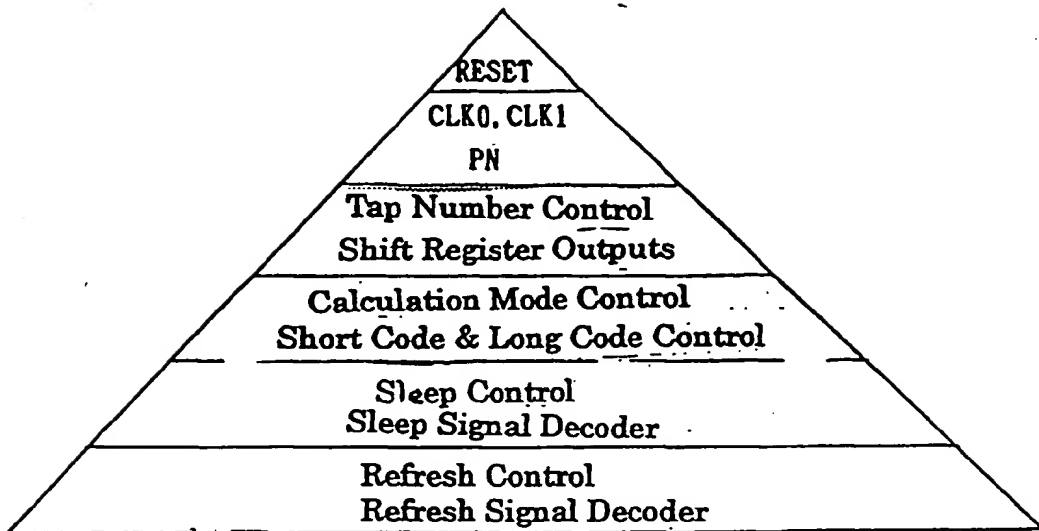 RESET
CLK0, CLK1
PN
Tap Number Control
Shift Register Outputs
Calculation Mode Control
Short Code & Long Code Control
Sleep Control
Sleep Signal Decoder
Refresh Control
Refresh Signal Decoder